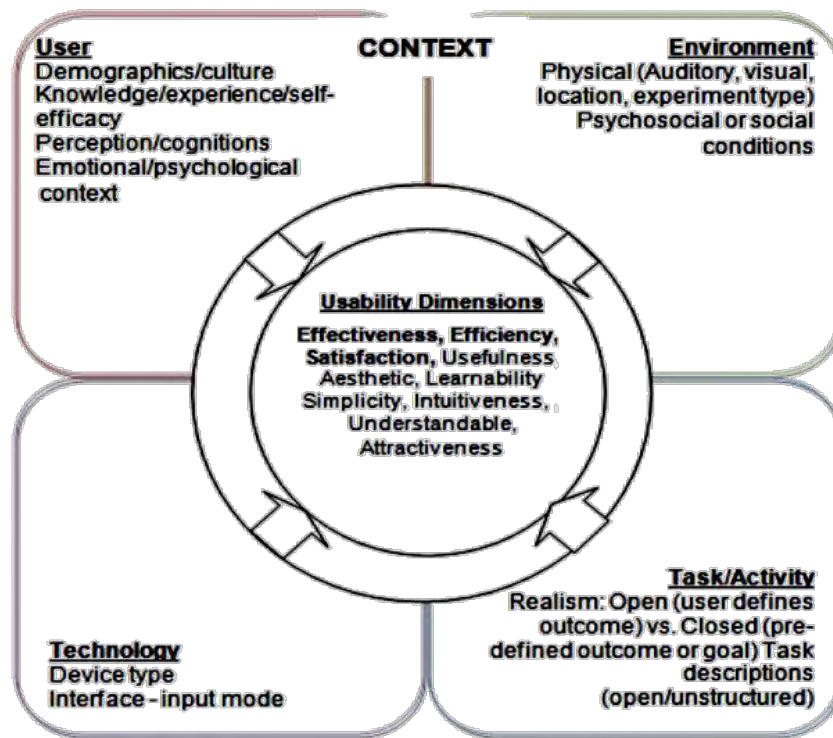 CONTEXT
User
Demographics/culture
Knowledge/experience/self-
efficacy
Perception/cognitions
Emotional/psychological
context
Environment
Physical (Auditory, visual,
location, experiment type)
Psychosocial or social
conditions
Usability Dimensions
Effectiveness, Efficiency,
Satisfaction, Usefulness,
Aesthetic, Learnability
Simplicity, Intuitiveness,
Understandable,
Attractiveness
Technology
Device type
Interface - input mode
Task/Activity
Realism: Open (user defines
outcome) vs. Closed (pre-
defined outcome or goal) Task
descriptions
(open/unstructured)